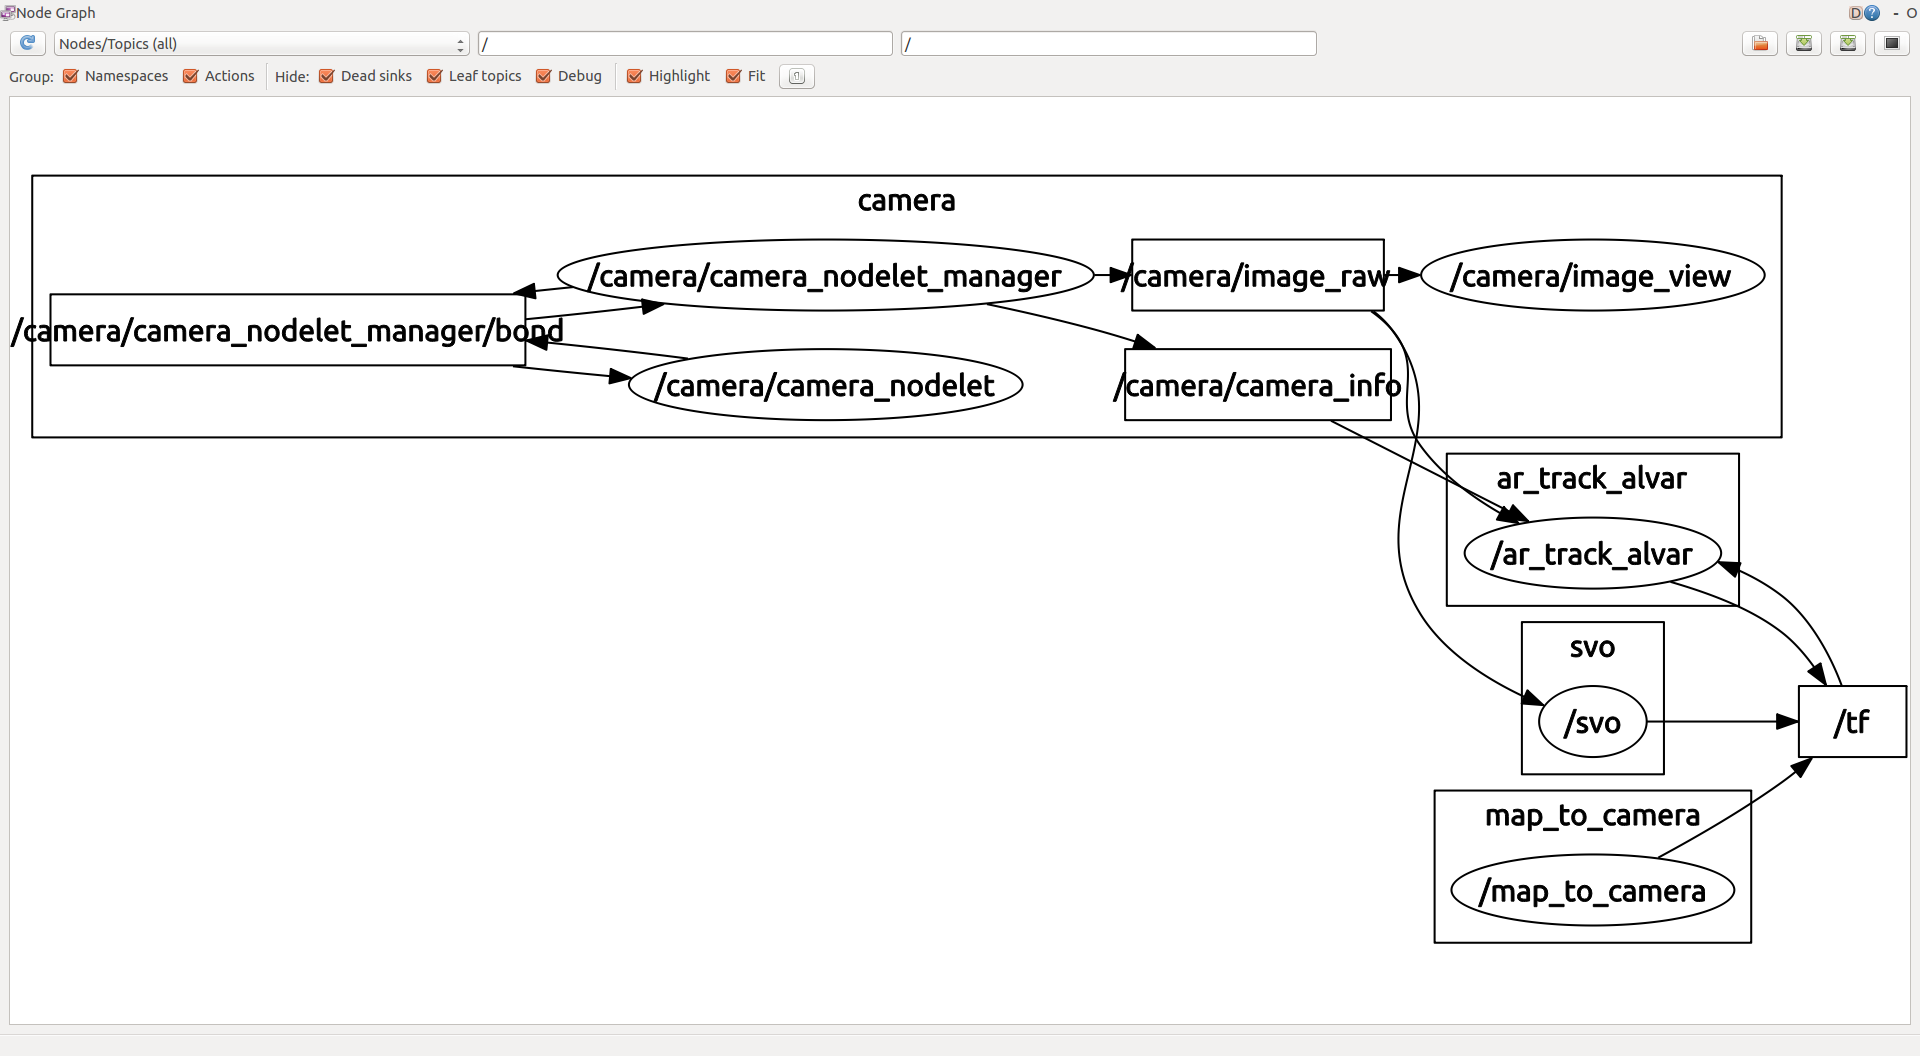 Node Graph
D ? - O
Nodes/Topics (all) / /
Group: Namespaces Actions Hide: Dead sinks Leaf topics Debug Highlight Fit
camera
/camera/camera_nodelet_manager /camera/image_raw /camera/image_view
/camera/camera_nodelet_manager/bond
/camera/camera_nodelet /camera/camera_info
ar_track_alvar
/ar_track_alvar
svo
/svo /tf
map_to_camera
/map_to_camera